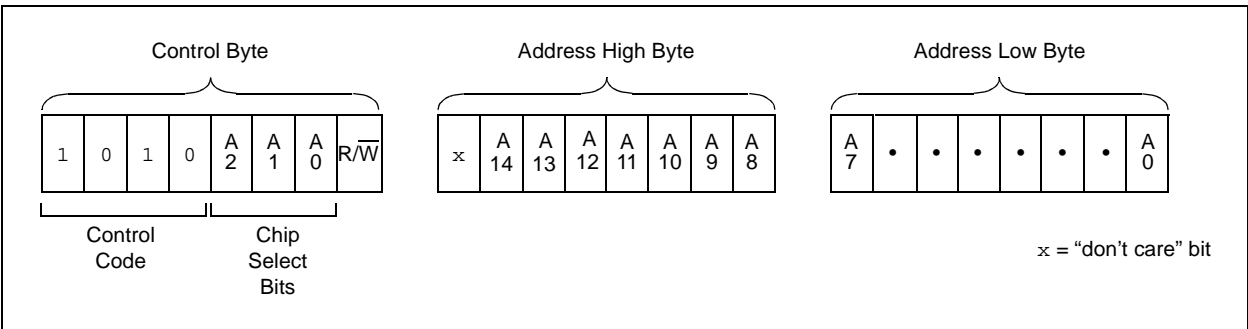 Control Byte
Address High Byte
Address Low Byte
1 0 1 0 A2 A1 A0 R/W̅
x A14 A13 A12 A11 A10 A9 A8
A7 • • • • • • A0
Control Code
Chip Select Bits
x = “don’t care” bit